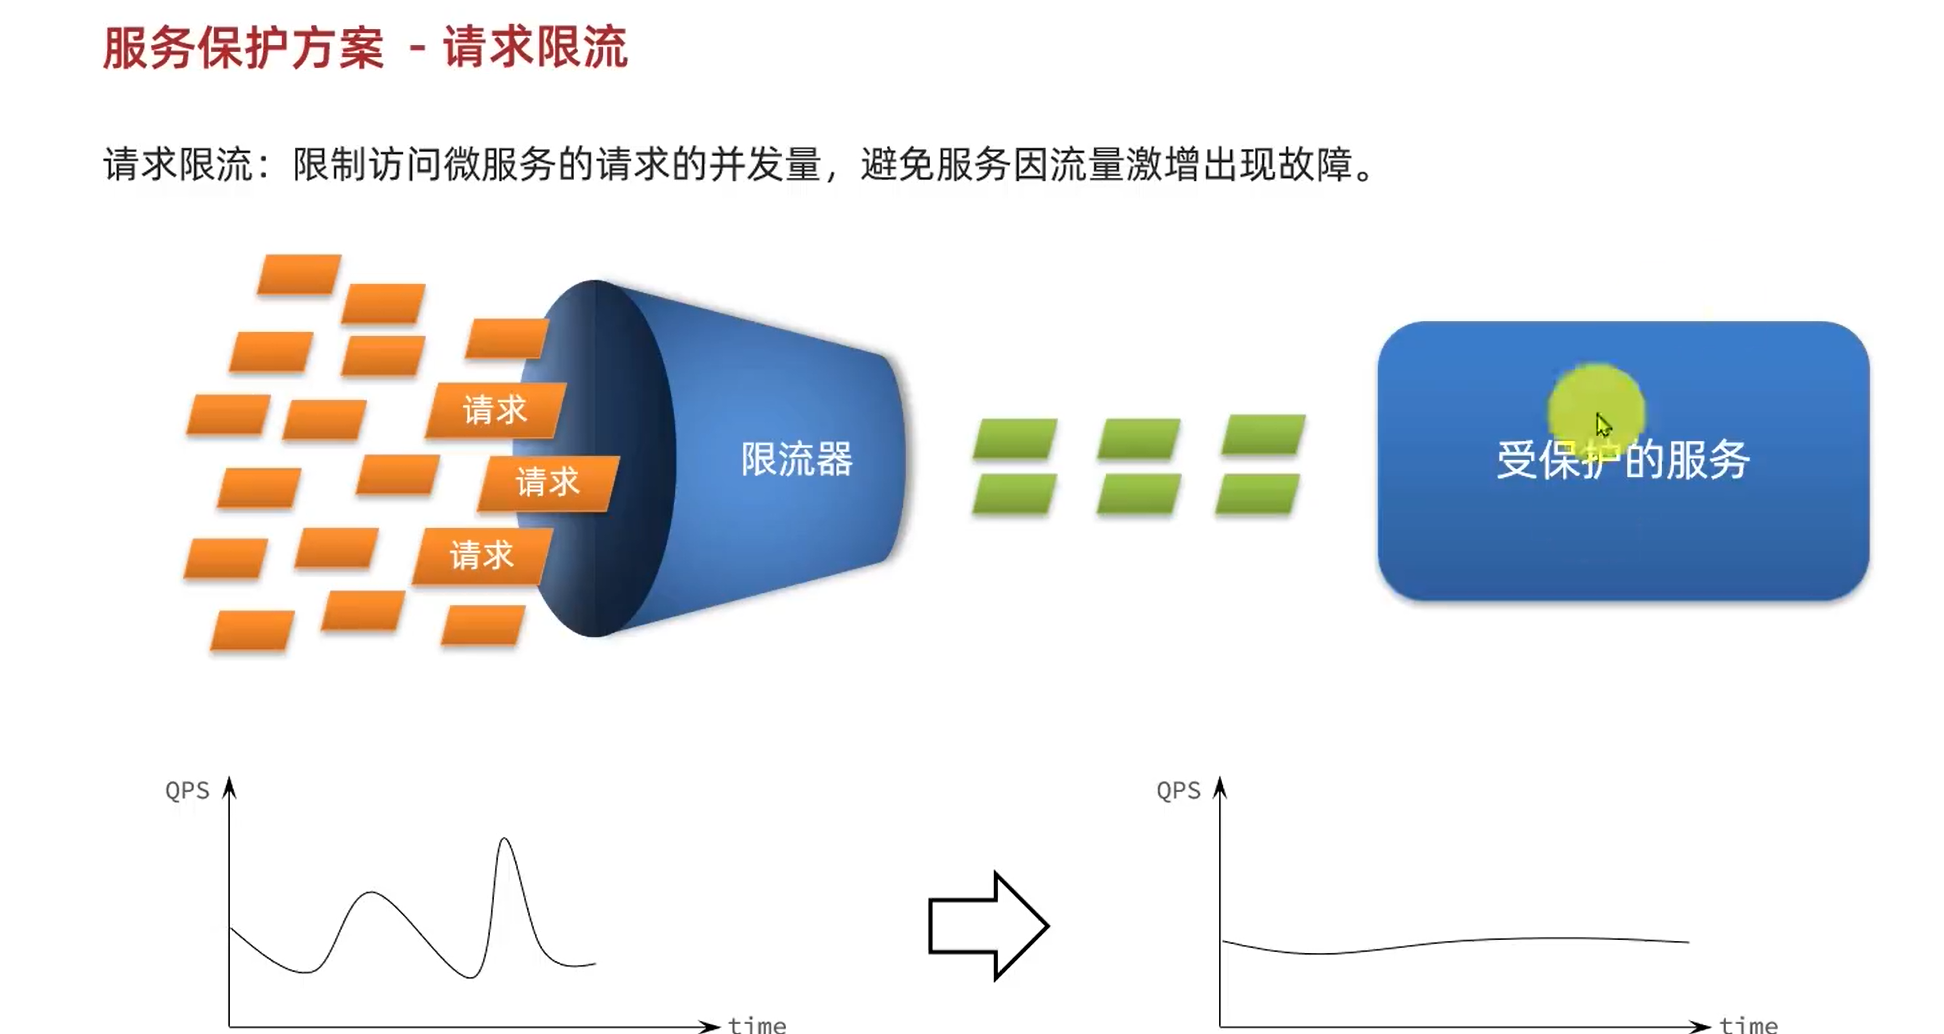 服务保护方案 - 请求限流
请求限流：限制访问微服务的请求的并发量，避免服务因流量激增出现故障。
请求
请求
请求
限流器
受保护的服务
QPS
time
QPS
time